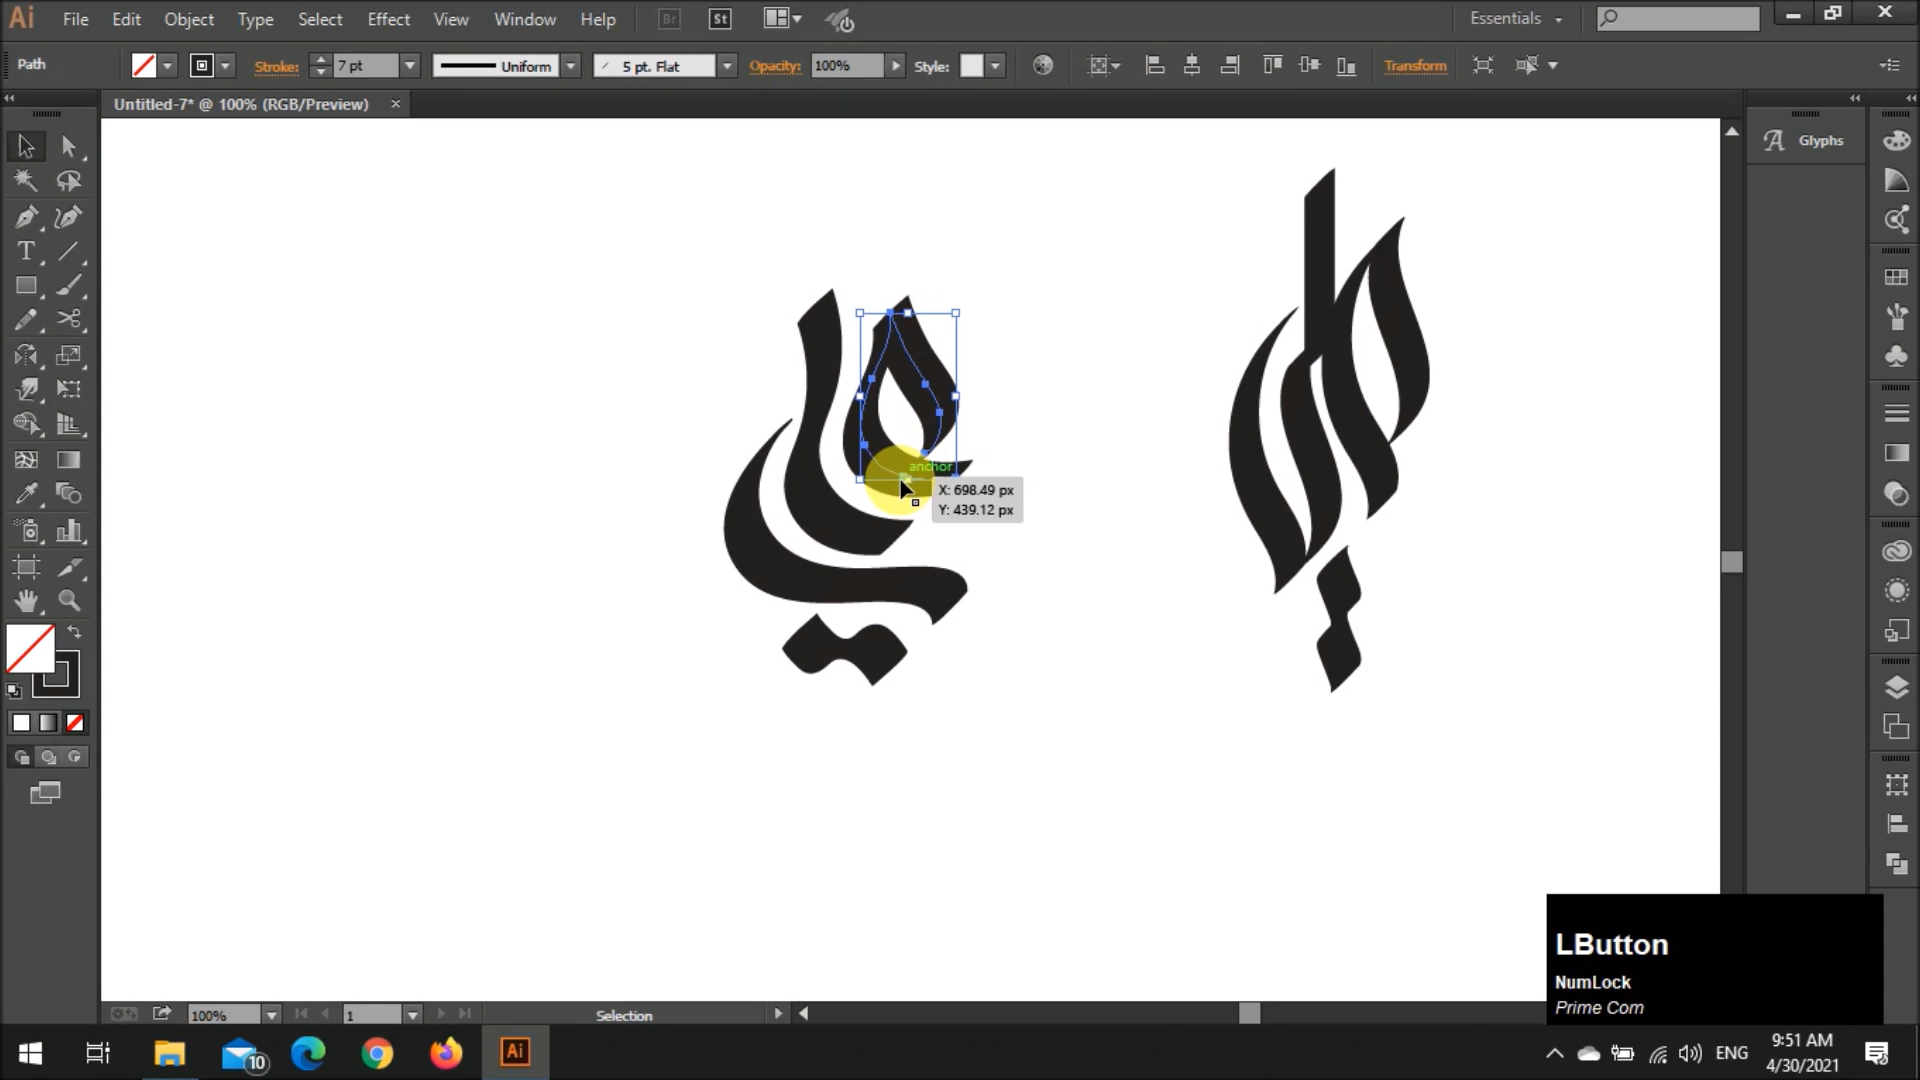 Ai File Edit Object Type Select Effect View Window Help Br St Essentials
Path Stroke: 7 pt Uniform 5 pt. Flat Opacity: 100% Style: Transform
Untitled-7* @ 100% (RGB/Preview)
Glyphs
anchor
X: 698.49 px
Y: 439.12 px
LButton
NumLock
Prime Com
100% 1 Selection
10 Ai ENG 9:51 AM
4/30/2021